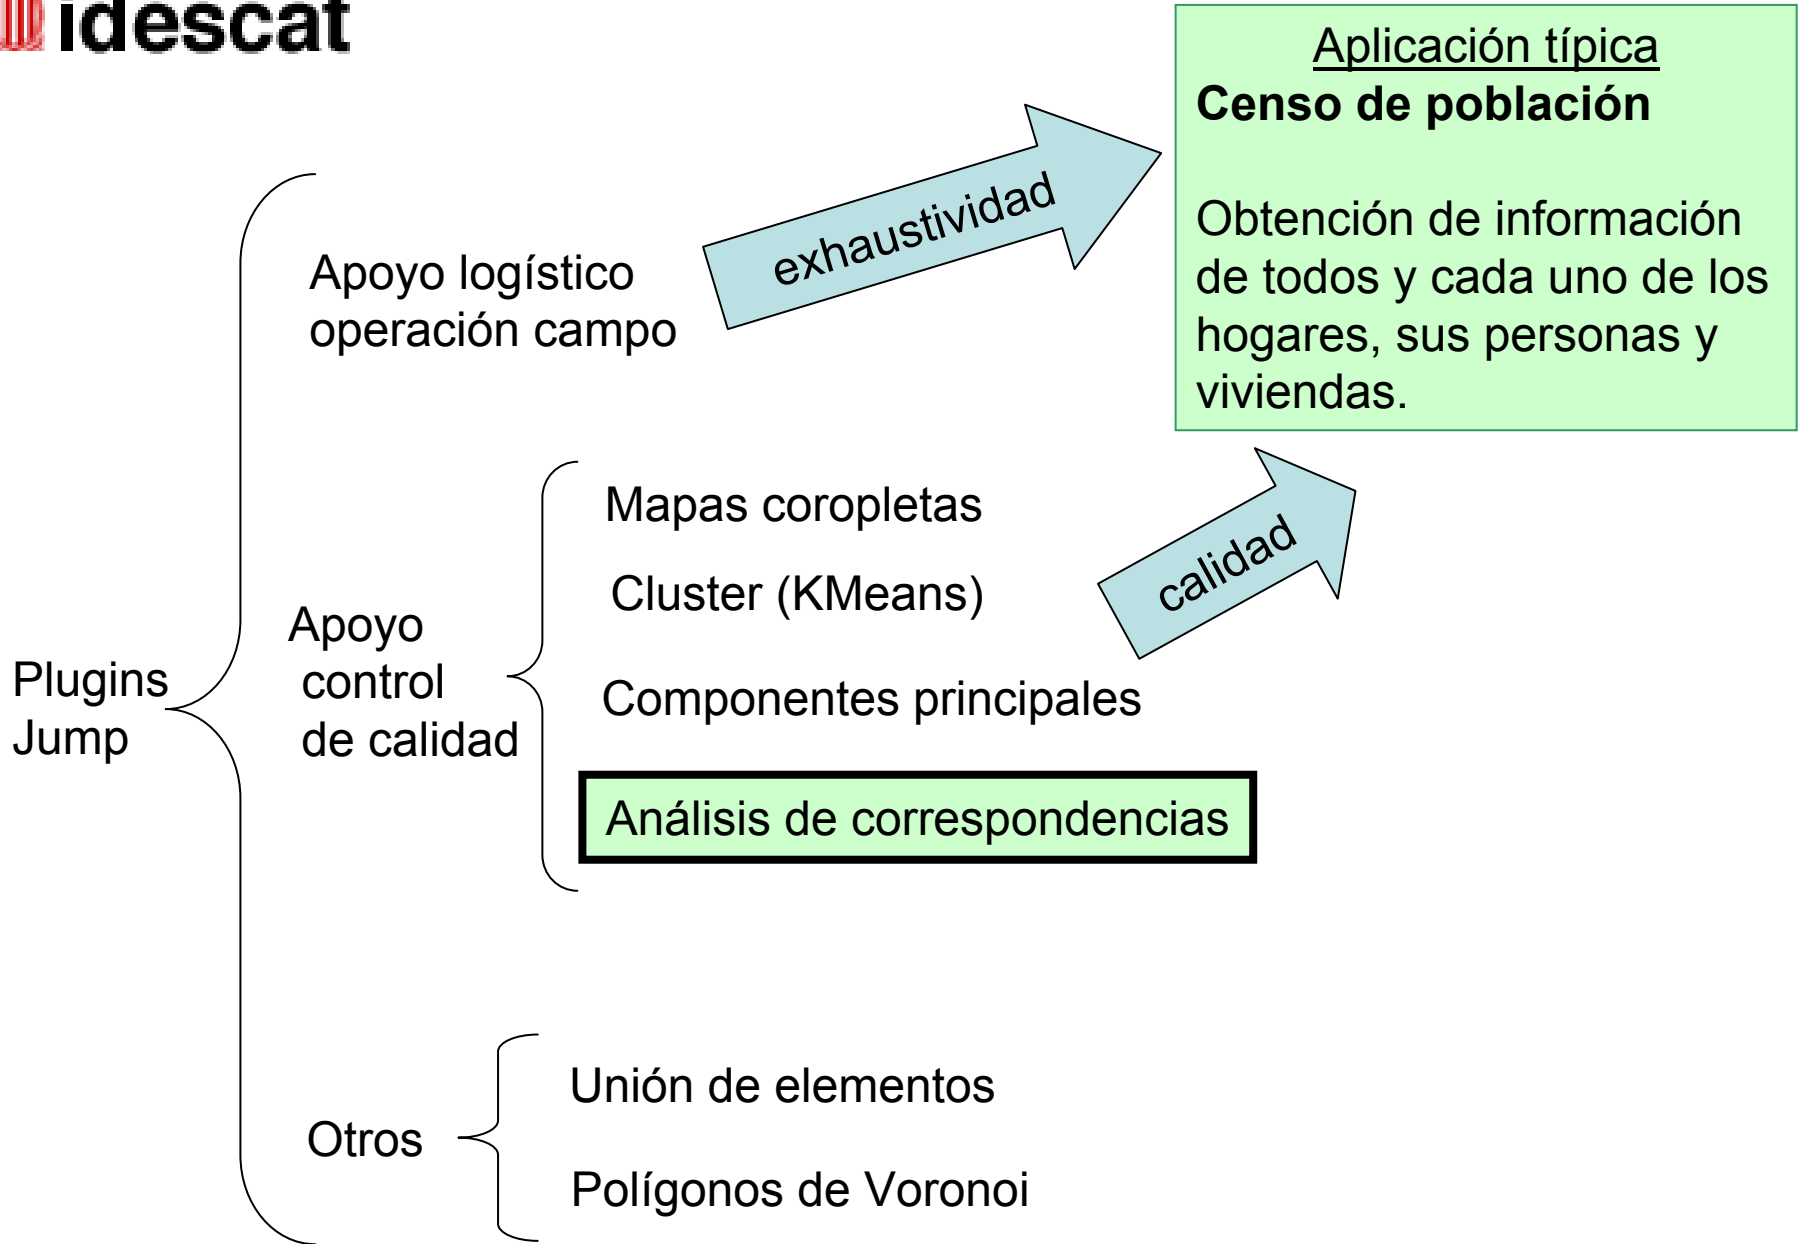 idescat
Aplicación típica
Censo de población
Obtención de información
de todos y cada uno de los
hogares, sus personas y
viviendas.
exhaustividad
Apoyo logístico
operación campo
calidad
Plugins
Jump
Apoyo
control
de calidad
Mapas coropletas
Cluster (KMeans)
Componentes principales
Análisis de correspondencias
Otros
Unión de elementos
Polígonos de Voronoi